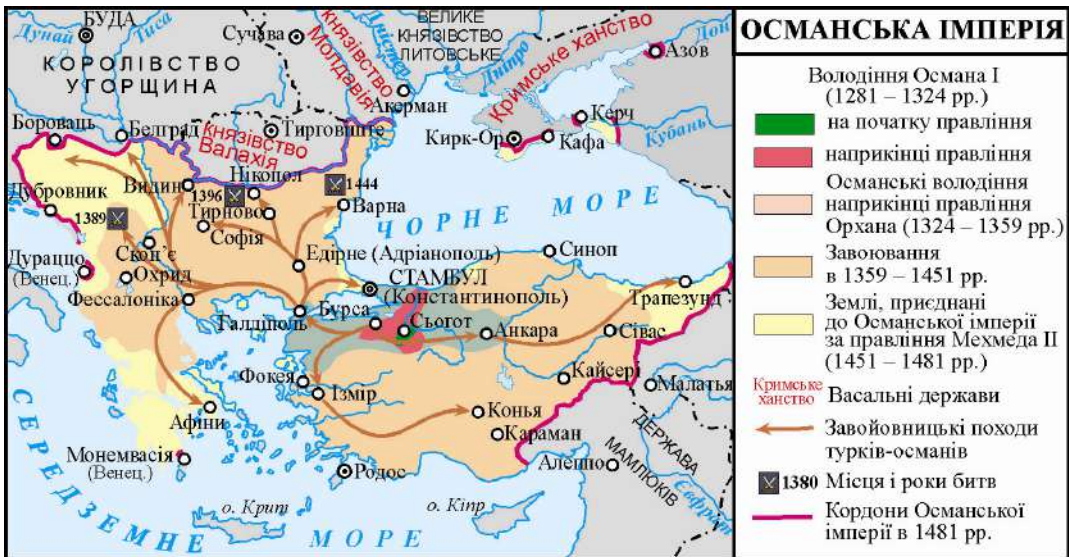 БУДА
Дунай
Тиса
Сучава
КОРОЛІВСТВО
УГОРЩИНА
КНЯЗІВСТВО
Молдавія
Дністер
ВЕЛИКЕ
КНЯЗІВСТВО
ЛИТОВСЬКЕ
Дніпро
Кримське ханство
Дон
Азов
Акерман
Кирк-Ор
Кафа
Керч
Кубань
Боровацъ
Белград
КНЯЗІВСТВО
Валахія
Тирговіште
Дубровник
Видин
1396
Нікопол
1444
Варна
1389
Тирново
Софія
ЧОРНЕ МОРЕ
Скоп'є
Едірне (Адріанополь)
Синоп
Дураццо
(Венец.)
Охрид
СТАМБУЛ
(Константинополь)
Трапезунд
Фессалоніка
Галліполь
Бурса
Сьогот
Анкара
Сівас
Фокея
Ізмір
Кайсері
Малатья
Афіни
Конья
Караман
Монемвасія
(Венец.)
Родос
Алеппо
ДЕРЖАВА
МАМЛЮКІВ
Євфрат
о. Крит
о. Кіпр
СЕРЕДЗЕМНЕ МОРЕ
ОСМАНСЬКА ІМПЕРІЯ
Володіння Османа I
(1281 – 1324 рр.)
на початку правління
наприкінці правління
Османські володіння
наприкінці правління
Орхана (1324 – 1359 рр.)
Завоювання
в 1359 – 1451 рр.
Землі, приєднані
до Османської імперії
за правління Мехмеда II
(1451 – 1481 рр.)
Кримське
ханство
Васальні держави
Завойовницькі походи
турків-османів
1380 Місця і роки битв
Кордони Османської
імперії в 1481 рр.